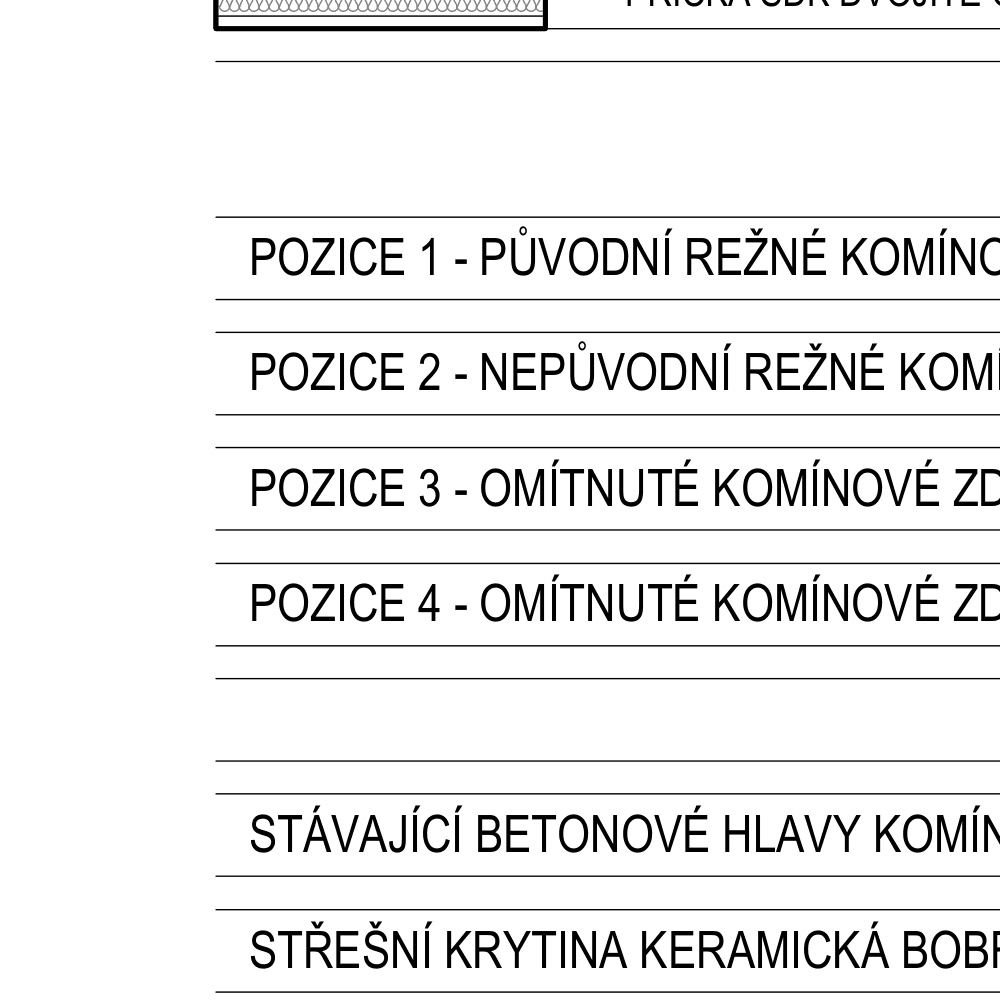 POZICE 1 - PŮVODNÍ REŽNÉ KOMÍNO
POZICE 2 - NEPŮVODNÍ REŽNÉ KOMÍ
POZICE 3 - OMÍTNUTÉ KOMÍNOVÉ ZD
POZICE 4 - OMÍTNUTÉ KOMÍNOVÉ ZD
STÁVAJÍCÍ BETONOVÉ HLAVY KOMÍN
STŘEŠNÍ KRYTINA KERAMICKÁ BOBR